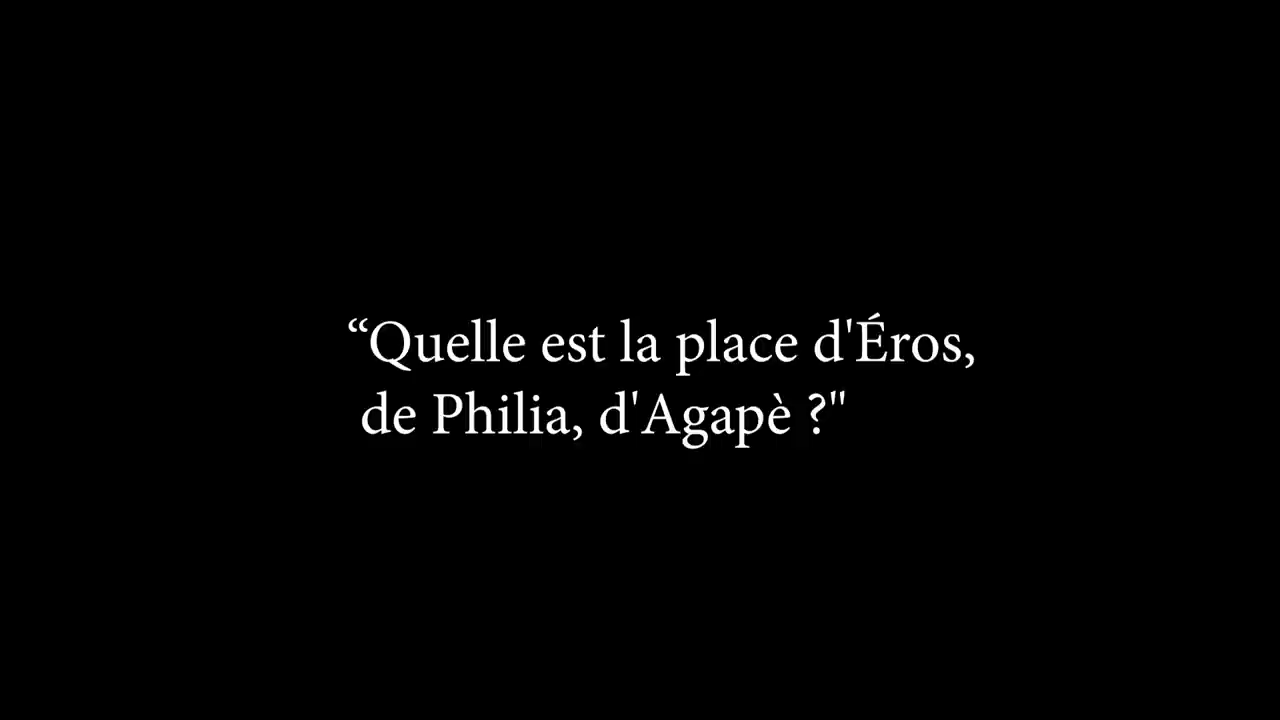 “Quelle est la place d'Éros,
de Philia, d'Agapè ?"